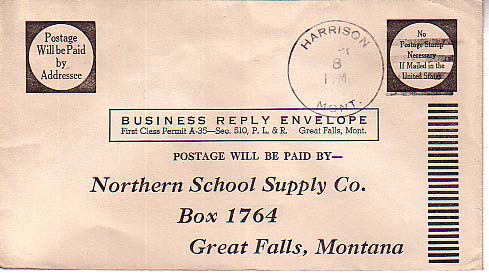 Postage
Will be Paid
by
Addressee
HARRISON
8
P.M.
MONT.
No
Postage Stamp
Necessary
If Mailed in the
United States
BUSINESS REPLY ENVELOPE
First Class Permit A-35—Sec. 510, P. L. & R. Great Falls, Mont.
POSTAGE WILL BE PAID BY—
Northern School Supply Co.
Box 1764
Great Falls, Montana